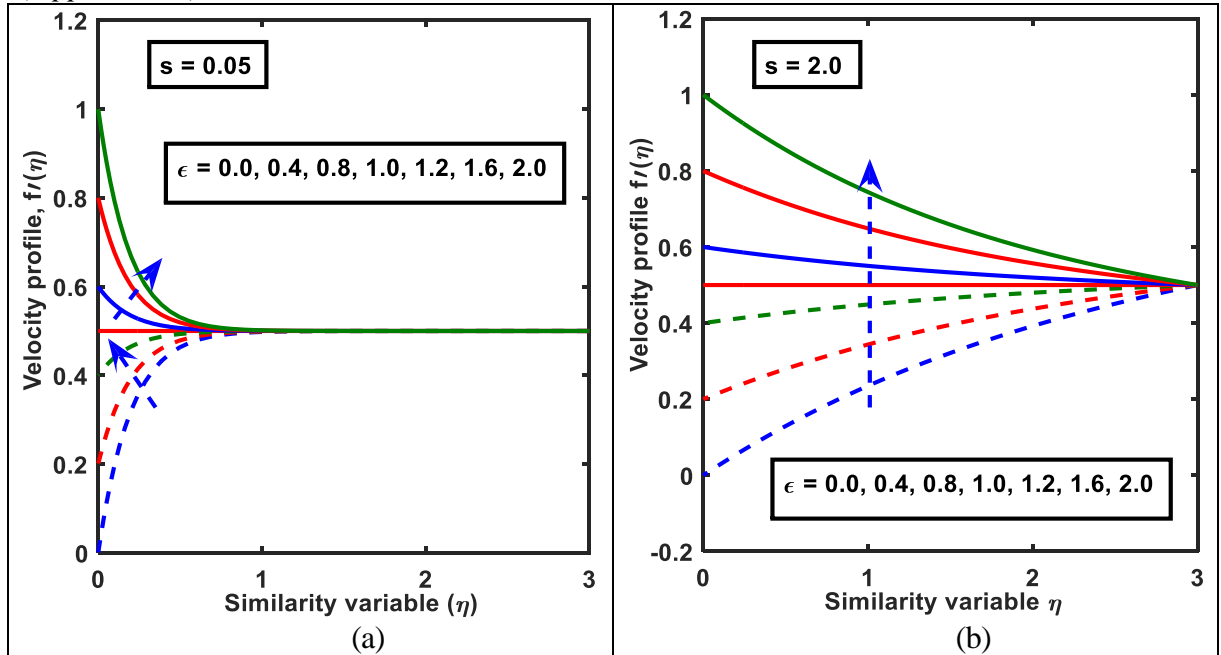 1.2
s = 0.05
1
ϵ = 0.0, 0.4, 0.8, 1.0, 1.2, 1.6, 2.0
0.8
0.6
0.4
0.2
0
Velocity profile, f′(η)
0 1 2 3
Similarity variable (η)
(a)
1.2
s = 2.0
1
0.8
0.6
0.4
0.2
0
ϵ = 0.0, 0.4, 0.8, 1.0, 1.2, 1.6, 2.0
-0.2
Velocity profile f′(η)
0 1 2 3
Similarity variable η
(b)